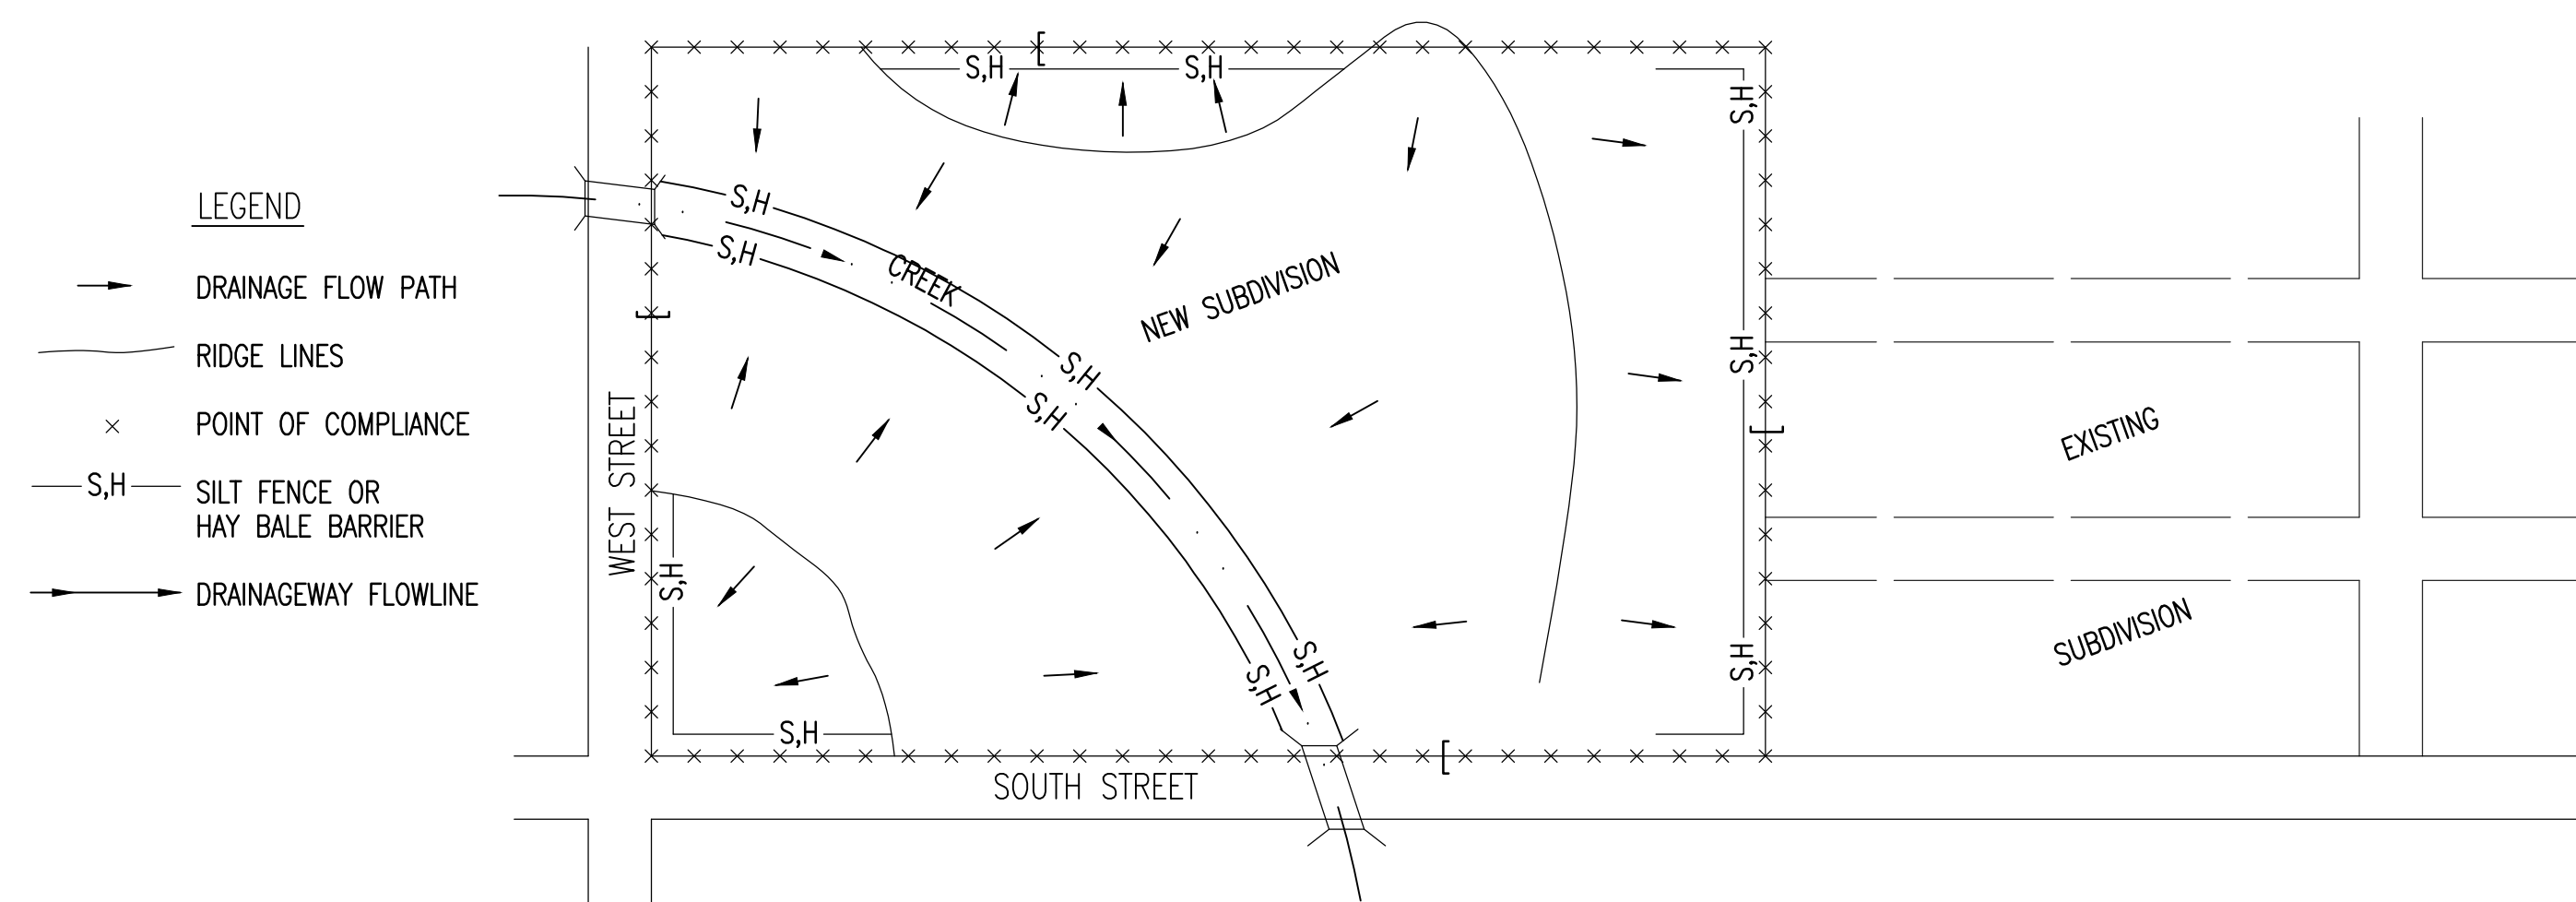 LEGEND
DRAINAGE FLOW PATH
RIDGE LINES
POINT OF COMPLIANCE
S,H
SILT FENCE OR
HAY BALE BARRIER
DRAINAGEWAY FLOWLINE
S,H
S,H
S,H
S,H
S,H
CREEK
NEW SUBDIVISION
S,H
S,H
S,H
WEST STREET
EXISTING
S,H
SUBDIVISION
S,H
S,H
S,H
S,H
SOUTH STREET